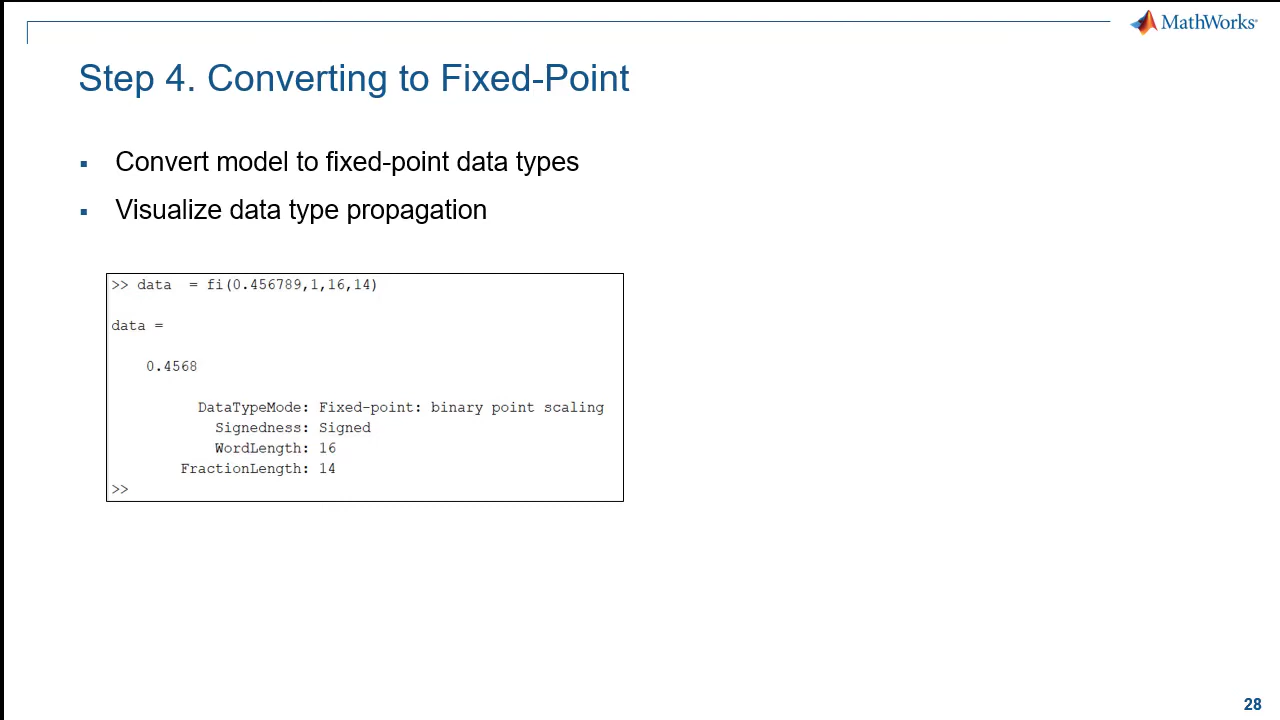 MathWorks
Step 4. Converting to Fixed-Point
▪ Convert model to fixed-point data types
▪ Visualize data type propagation
>> data  = fi(0.456789,1,16,14)
data =
0.4568
DataTypeMode: Fixed-point: binary point scaling
Signedness: Signed
WordLength: 16
FractionLength: 14
>>
28